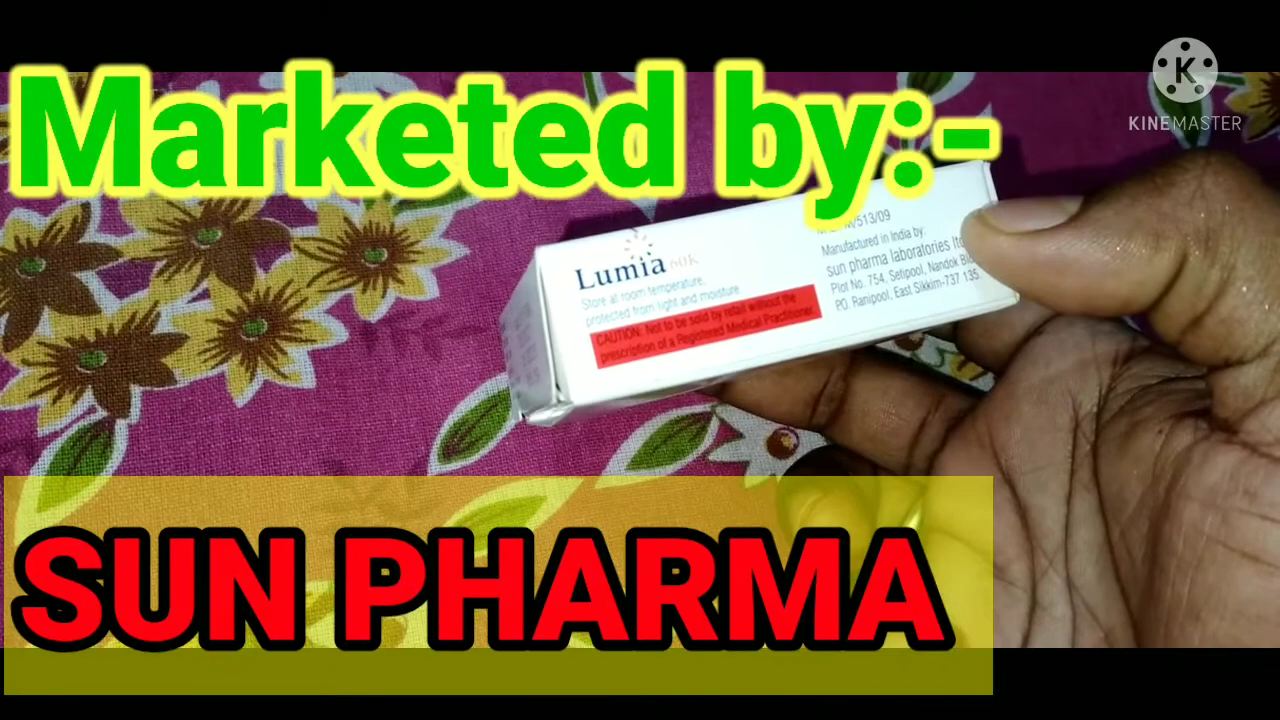 Marketed by:-
KINEMASTER
/513/09
Manufactured in India by:
sun pharma laboratories ltd
Plot No. 754, Setipool, Nandok
P.O. Ranipool, East Sikkim-737 135
Lumia 60K
Store at room temperature,
protected from light and moisture
CAUTION: Not to be sold by retail without the
prescription of a Registered Medical Practitioner.
SUN PHARMA